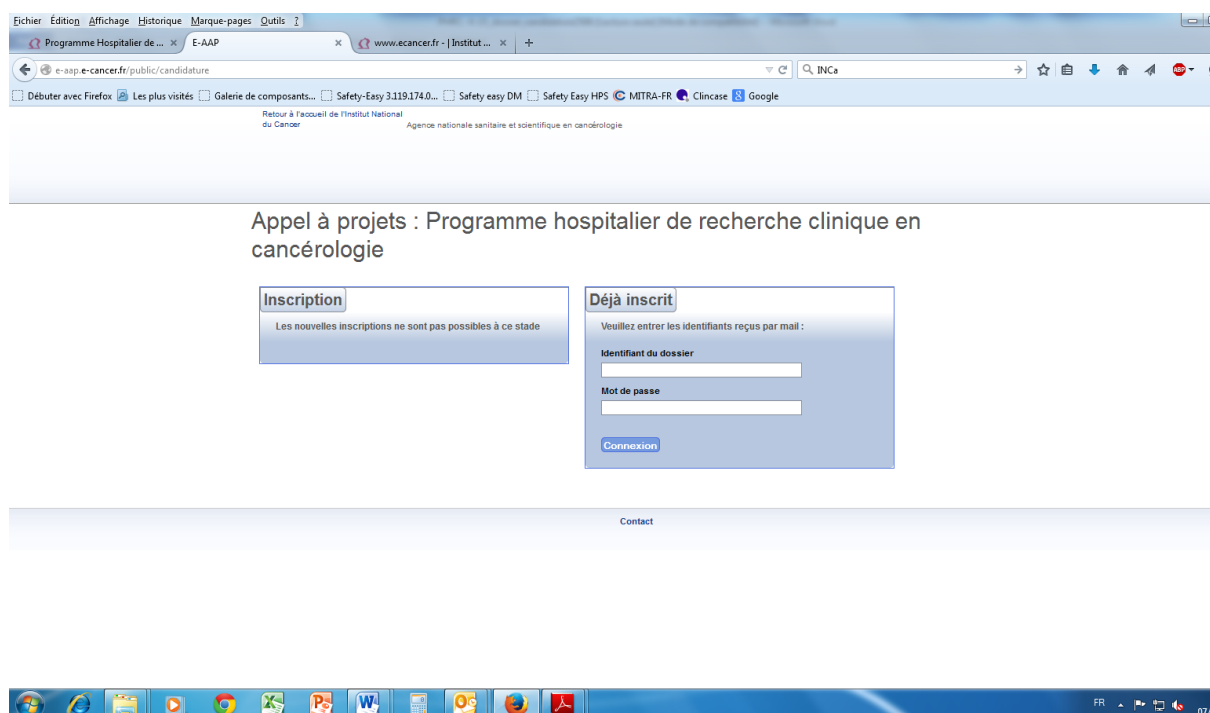 Fichier Édition Affichage Historique Marque-pages Outils ?
Programme Hospitalier de ... × E-AAP × www.ecancer.fr - | Institut ... × +
e-aap.e-cancer.fr/public/candidature INCa ABP
Débuter avec Firefox Les plus visités Galerie de composants... Safety-Easy 3.119.174.0... Safety easy DM Safety Easy HPS MITRA-FR Clincase Google
Retour à l'accueil de l'Institut National
du Cancer
Agence nationale sanitaire et scientifique en cancérologie
Appel à projets : Programme hospitalier de recherche clinique en
cancérologie
Inscription
Les nouvelles inscriptions ne sont pas possibles à ce stade
Déjà inscrit
Veuillez entrer les identifiants reçus par mail :
Identifiant du dossier
Mot de passe
Connexion
Contact
FR